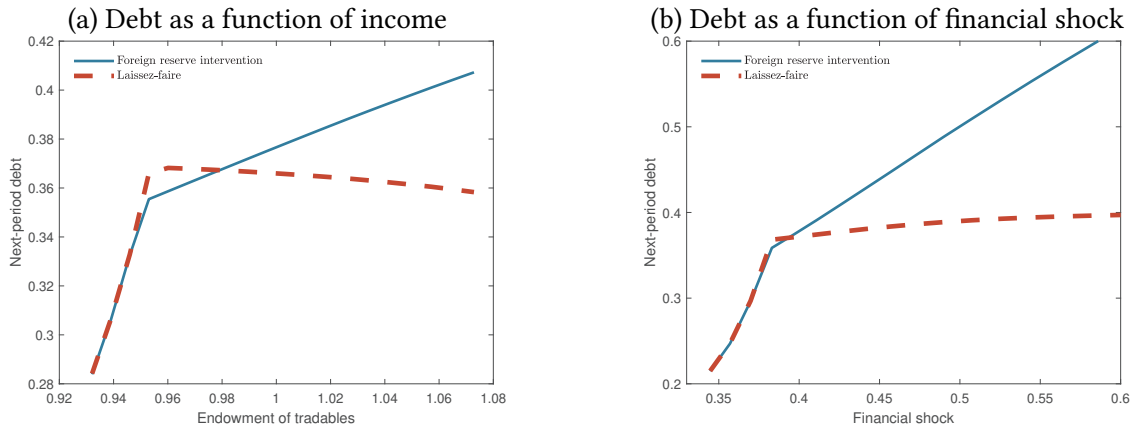 (a) Debt as a function of income
0.42
0.4
0.38
0.36
0.34
0.32
0.3
0.28
Next-period debt
Foreign reserve intervention
Laissez-faire
0.92 0.94 0.96 0.98 1 1.02 1.04 1.06 1.08
Endowment of tradables
(b) Debt as a function of financial shock
0.6
0.5
0.4
0.3
0.2
Next-period debt
Foreign reserve intervention
Laissez-faire
0.35 0.4 0.45 0.5 0.55 0.6
Financial shock